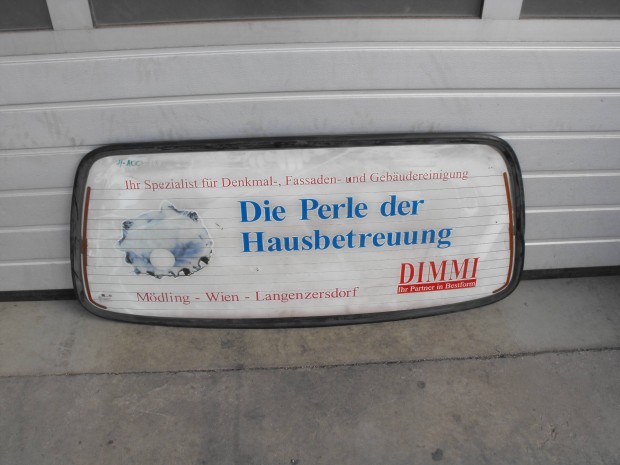 Ihr Spezialist für Denkmal-, Fassaden- und Gebäudereinigung
Die Perle der
Hausbetreuung
DIMMI
Ihr Partner in Bestform
Mödling - Wien - Langenzersdorf